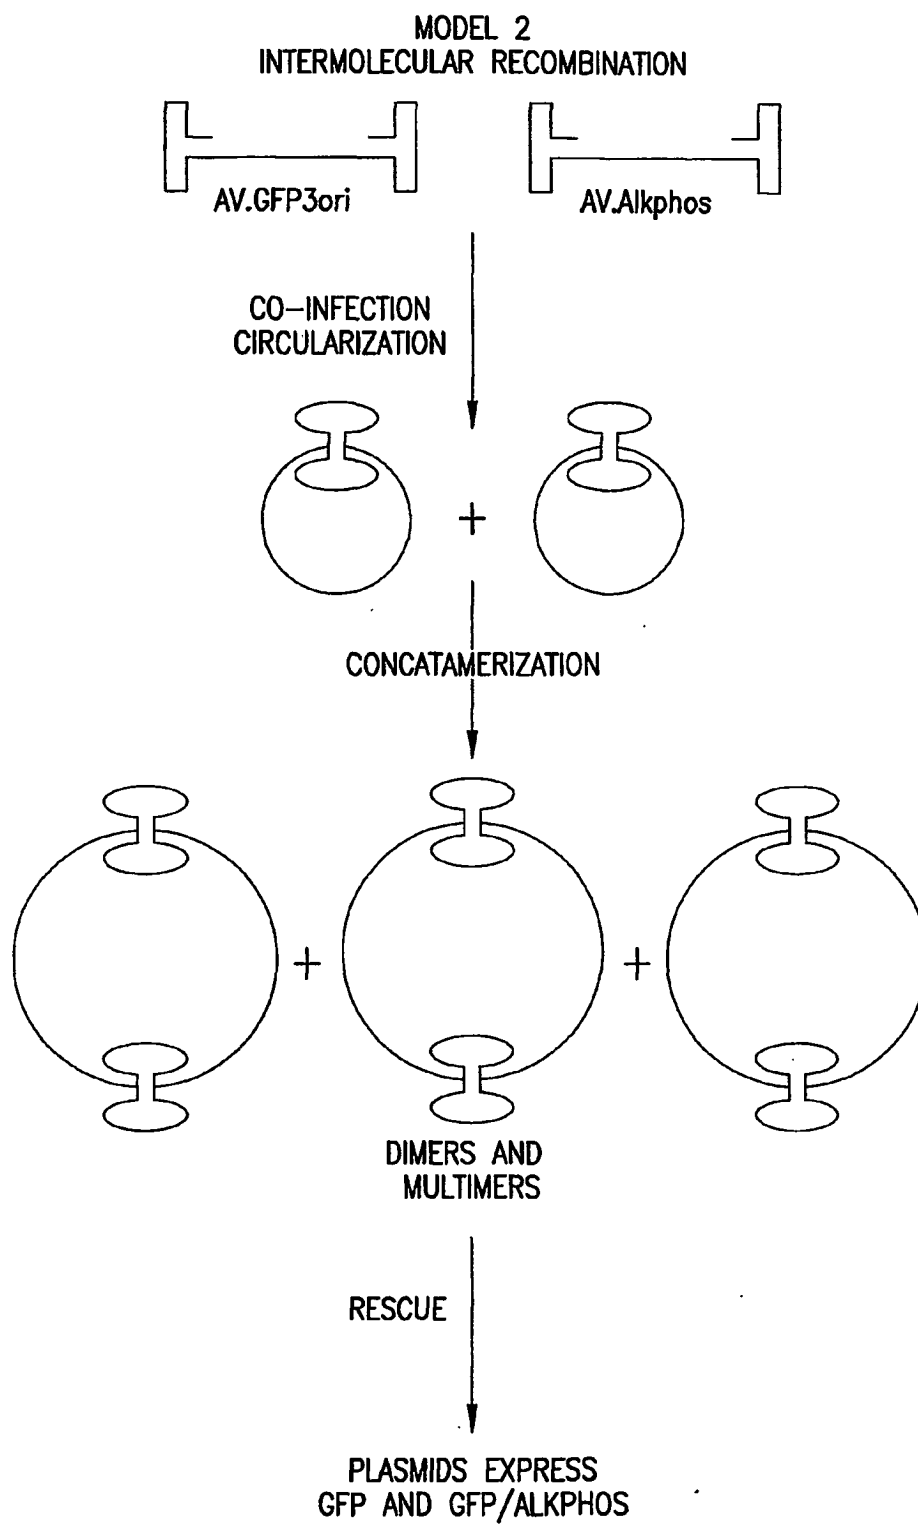 MODEL 2
INTERMOLECULAR RECOMBINATION
AV.GFP3ori
AV.Alkphos
CO-INFECTION
CIRCULARIZATION
+
CONCATAMERIZATION
+
+
DIMERS AND
MULTIMERS
RESCUE
PLASMIDS EXPRESS
GFP AND GFP/ALKPHOS